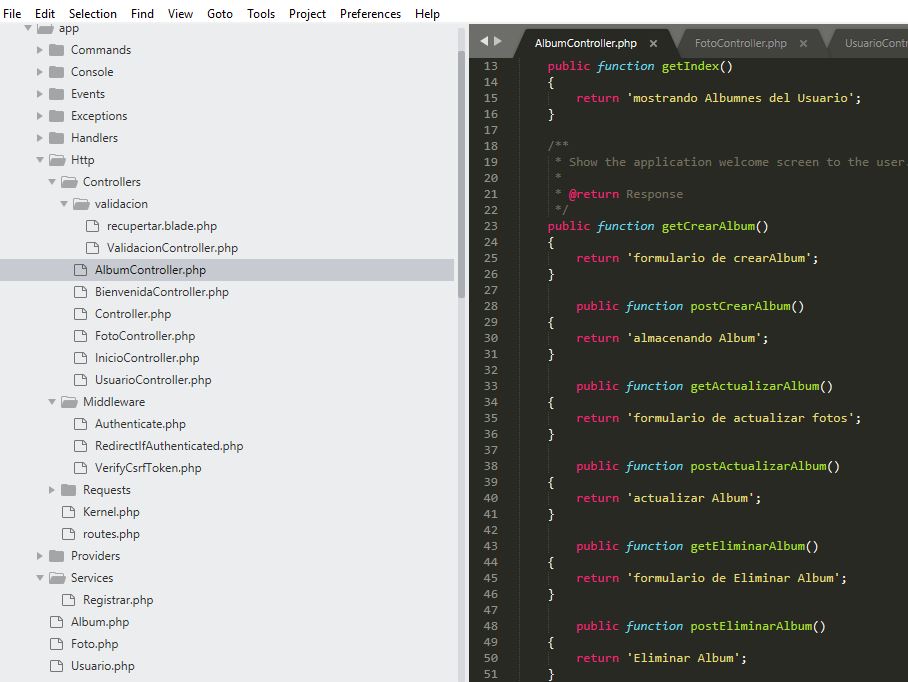 File Edit Selection Find View Goto Tools Project Preferences Help
app
Commands
Console
Events
Exceptions
Handlers
Http
Controllers
validacion
recupertar.blade.php
ValidacionController.php
AlbumController.php
BienvenidaController.php
Controller.php
FotoController.php
InicioController.php
UsuarioController.php
Middleware
Authenticate.php
RedirectIfAuthenticated.php
VerifyCsrfToken.php
Requests
Kernel.php
routes.php
Providers
Services
Registrar.php
Album.php
Foto.php
Usuario.php
AlbumController.php × FotoController.php × UsuarioContr
13 public function getIndex()
14 {
15 return 'mostrando Albumnes del Usuario';
16 }
17
18 /**
19 * Show the application welcome screen to the user.
20 *
21 * @return Response
22 */
23 public function getCrearAlbum()
24 {
25 return 'formulario de crearAlbum';
26 }
27
28 public function postCrearAlbum()
29 {
30 return 'almacenando Album';
31 }
32
33 public function getActualizarAlbum()
34 {
35 return 'formulario de actualizar fotos';
36 }
37
38 public function postActualizarAlbum()
39 {
40 return 'actualizar Album';
41 }
42
43 public function getEliminarAlbum()
44 {
45 return 'formulario de Eliminar Album';
46 }
47
48 public function postEliminarAlbum()
49 {
50 return 'Eliminar Album';
51 }